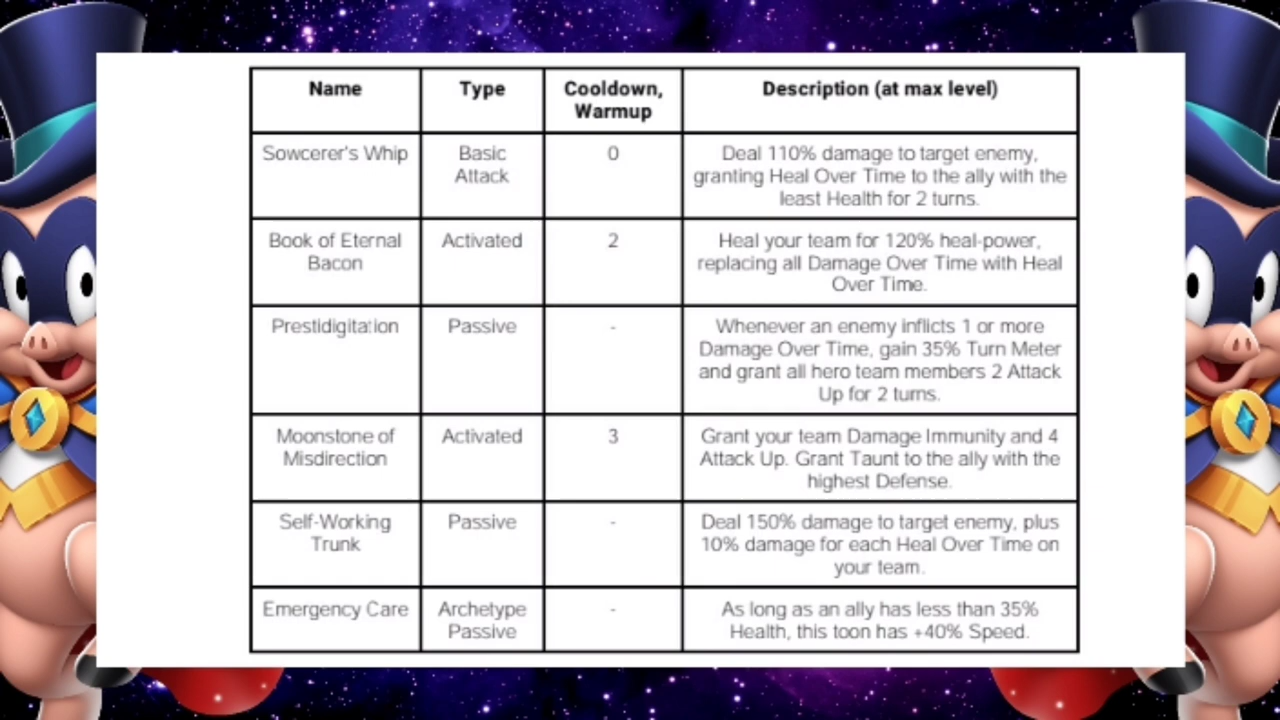 Name
Type
Cooldown,
Warmup
Description (at max level)
Sowcerer's Whip
Basic
Attack
0
Deal 110% damage to target enemy,
granting Heal Over Time to the ally with the
least Health for 2 turns.
Book of Eternal
Bacon
Activated
2
Heal your team for 120% heal-power,
replacing all Damage Over Time with Heal
Over Time.
Prestidigitation
Passive
-
Whenever an enemy inflicts 1 or more
Damage Over Time, gain 35% Turn Meter
and grant all hero team members 2 Attack
Up for 2 turns.
Moonstone of
Misdirection
Activated
3
Grant your team Damage Immunity and 4
Attack Up. Grant Taunt to the ally with the
highest Defense.
Self-Working
Trunk
Passive
-
Deal 150% damage to target enemy, plus
10% damage for each Heal Over Time on
your team.
Emergency Care
Archetype
Passive
-
As long as an ally has less than 35%
Health, this toon has +40% Speed.